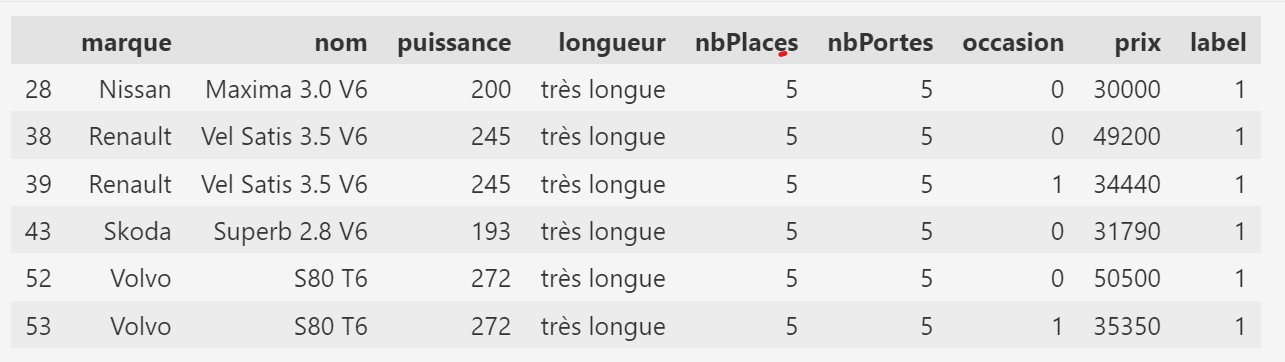 marque nom puissance longueur nbPlaces nbPortes occasion prix label
28 Nissan Maxima 3.0 V6 200 très longue 5 5 0 30000 1
38 Renault Vel Satis 3.5 V6 245 très longue 5 5 0 49200 1
39 Renault Vel Satis 3.5 V6 245 très longue 5 5 1 34440 1
43 Skoda Superb 2.8 V6 193 très longue 5 5 0 31790 1
52 Volvo S80 T6 272 très longue 5 5 0 50500 1
53 Volvo S80 T6 272 très longue 5 5 1 35350 1